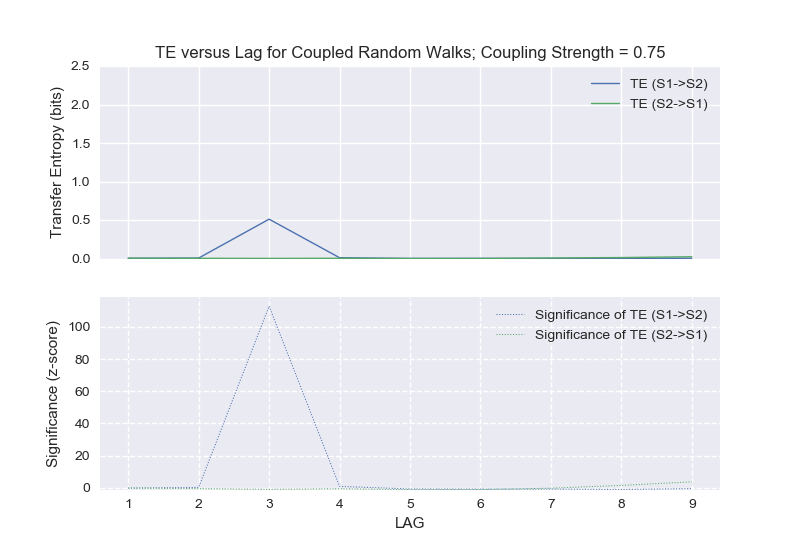 TE versus Lag for Coupled Random Walks; Coupling Strength = 0.75
2.5
2.0
1.5
1.0
0.5
0.0
Transfer Entropy (bits)
TE (S1->S2)
TE (S2->S1)
100
80
60
40
20
0
Significance (z-score)
Significance of TE (S1->S2)
Significance of TE (S2->S1)
1 2 3 4 5 6 7 8 9
LAG